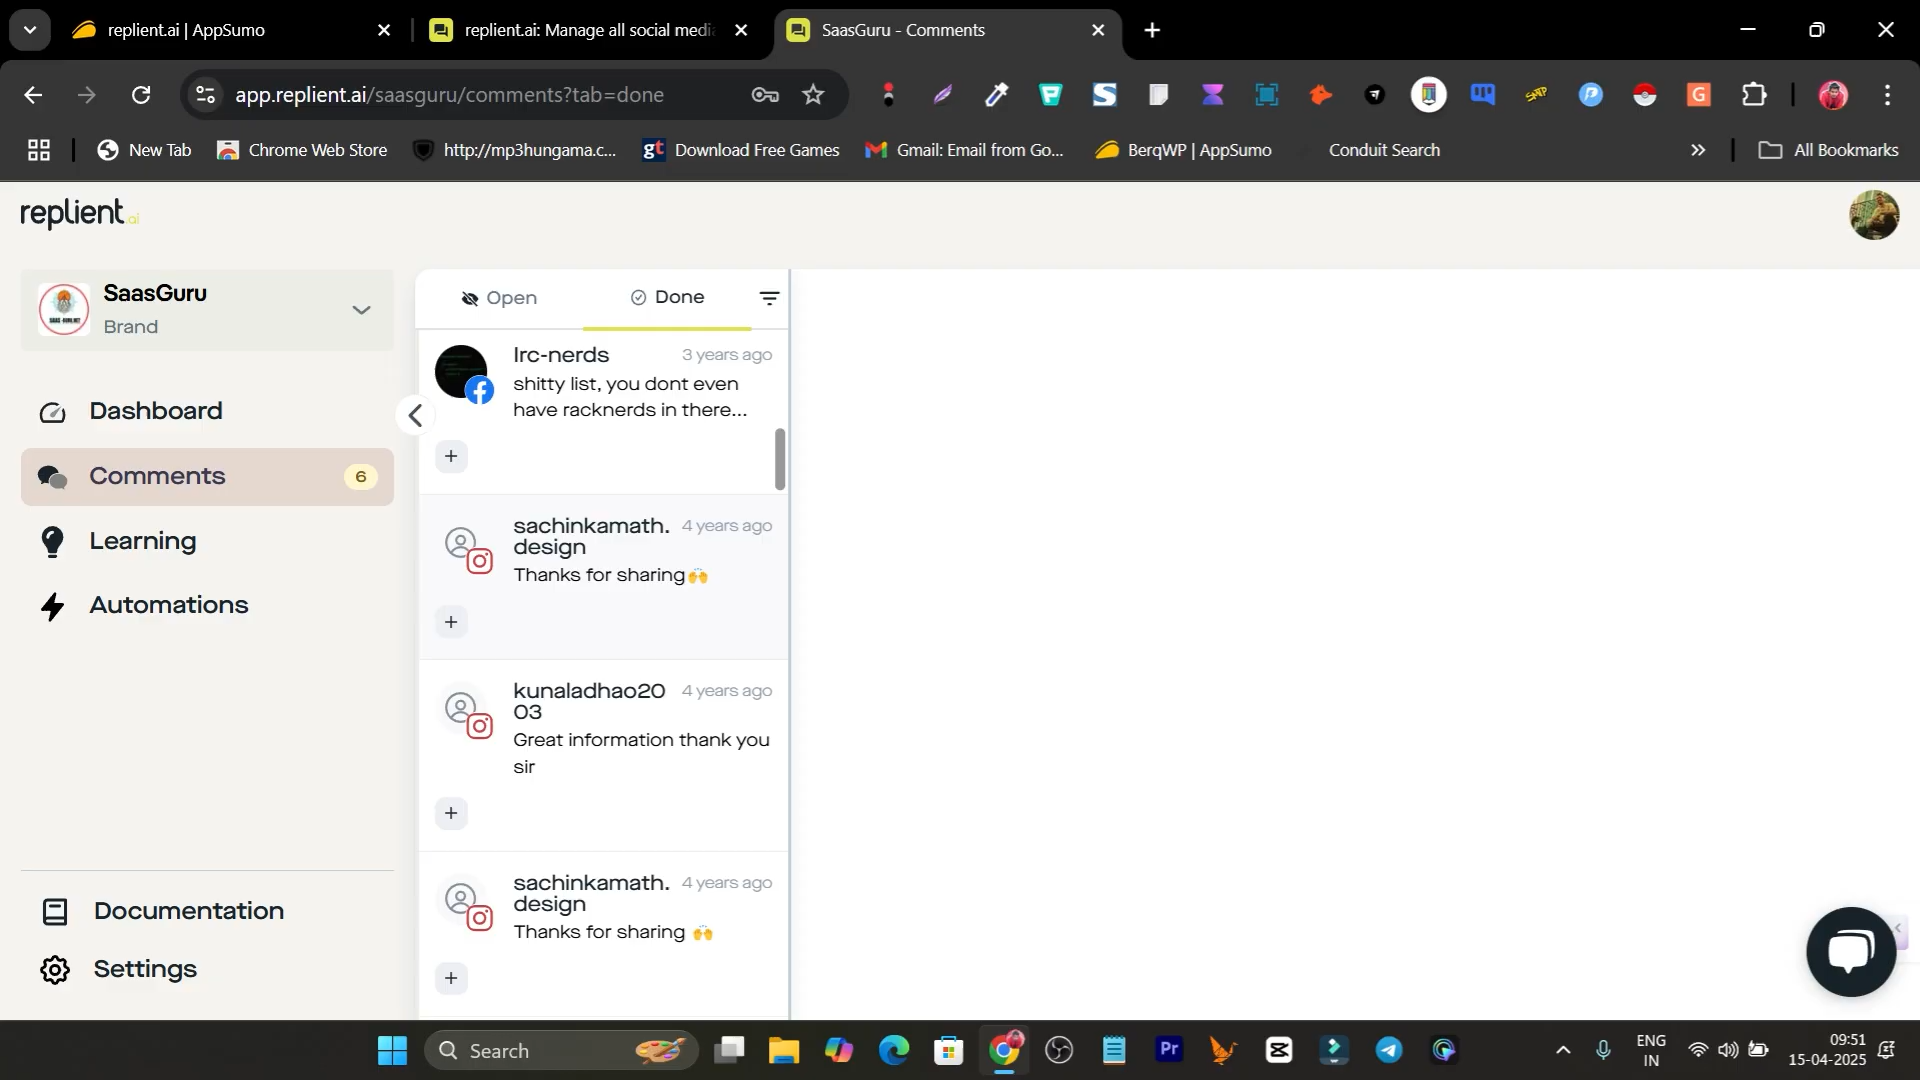 replient.ai | AppSumo
replient.ai: Manage all social medi
SaasGuru - Comments
app.replient.ai/saasguru/comments?tab=done
New Tab
Chrome Web Store
http://mp3hungama.c...
gt Download Free Games
Gmail: Email from Go...
BerqWP | AppSumo
Conduit Search
All Bookmarks
replient.ai
SaasGuru
Brand
Dashboard
Comments 6
Learning
Automations
Documentation
Settings
Open
Done
lrc-nerds 3 years ago
shitty list, you dont even
have racknerds in there...
+
sachinkamath. 4 years ago
design
Thanks for sharing🙌
+
kunaladhao20 4 years ago
03
Great information thank you
sir
+
sachinkamath. 4 years ago
design
Thanks for sharing 🙌
+
Search
Pr
ENG
IN
09:51
15-04-2025